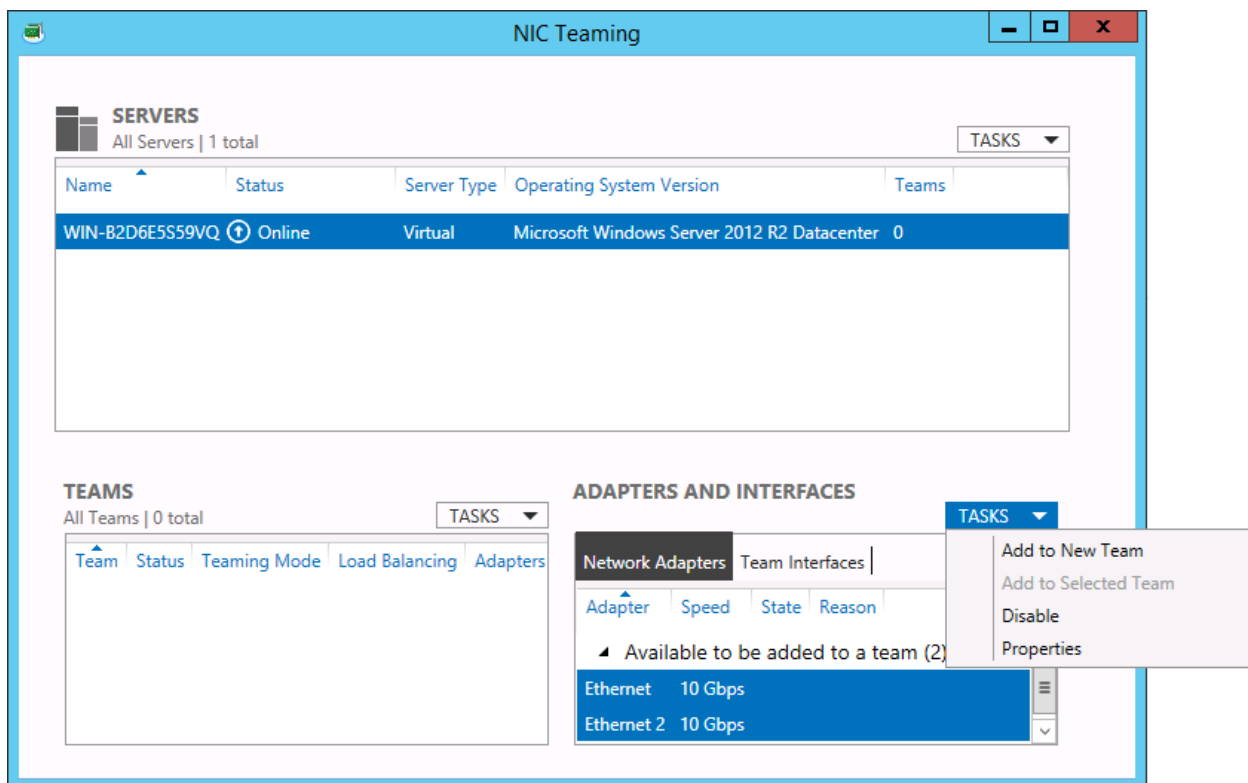 NIC Teaming
X
SERVERS
All Servers | 1 total
TASKS
Name Status Server Type Operating System Version Teams
WIN-B2D6E5S59VQ Online Virtual Microsoft Windows Server 2012 R2 Datacenter 0
TEAMS
All Teams | 0 total
TASKS
Team Status Teaming Mode Load Balancing Adapters
ADAPTERS AND INTERFACES
TASKS
Add to New Team
Add to Selected Team
Disable
Properties
Network Adapters Team Interfaces
Adapter Speed State Reason
Available to be added to a team (2)
Ethernet 10 Gbps
Ethernet 2 10 Gbps